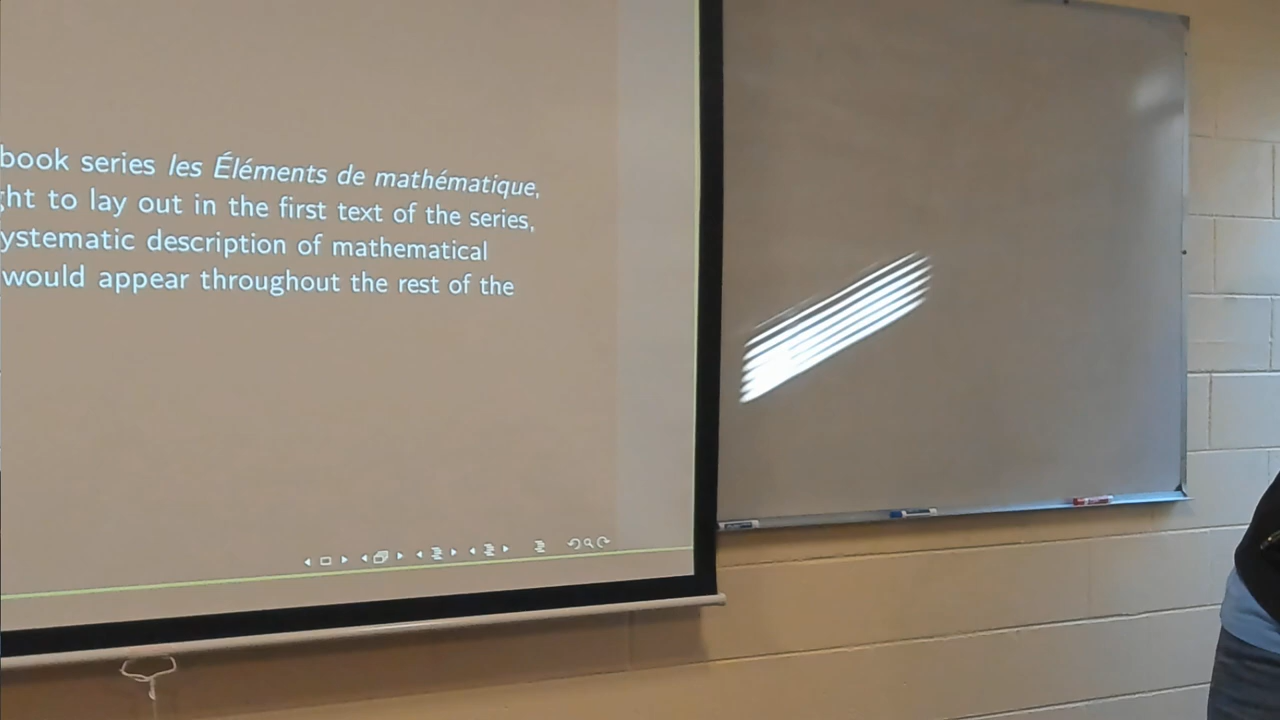 book series les Éléments de mathématique,
ght to lay out in the first text of the series,
ystematic description of mathematical
would appear throughout the rest of the